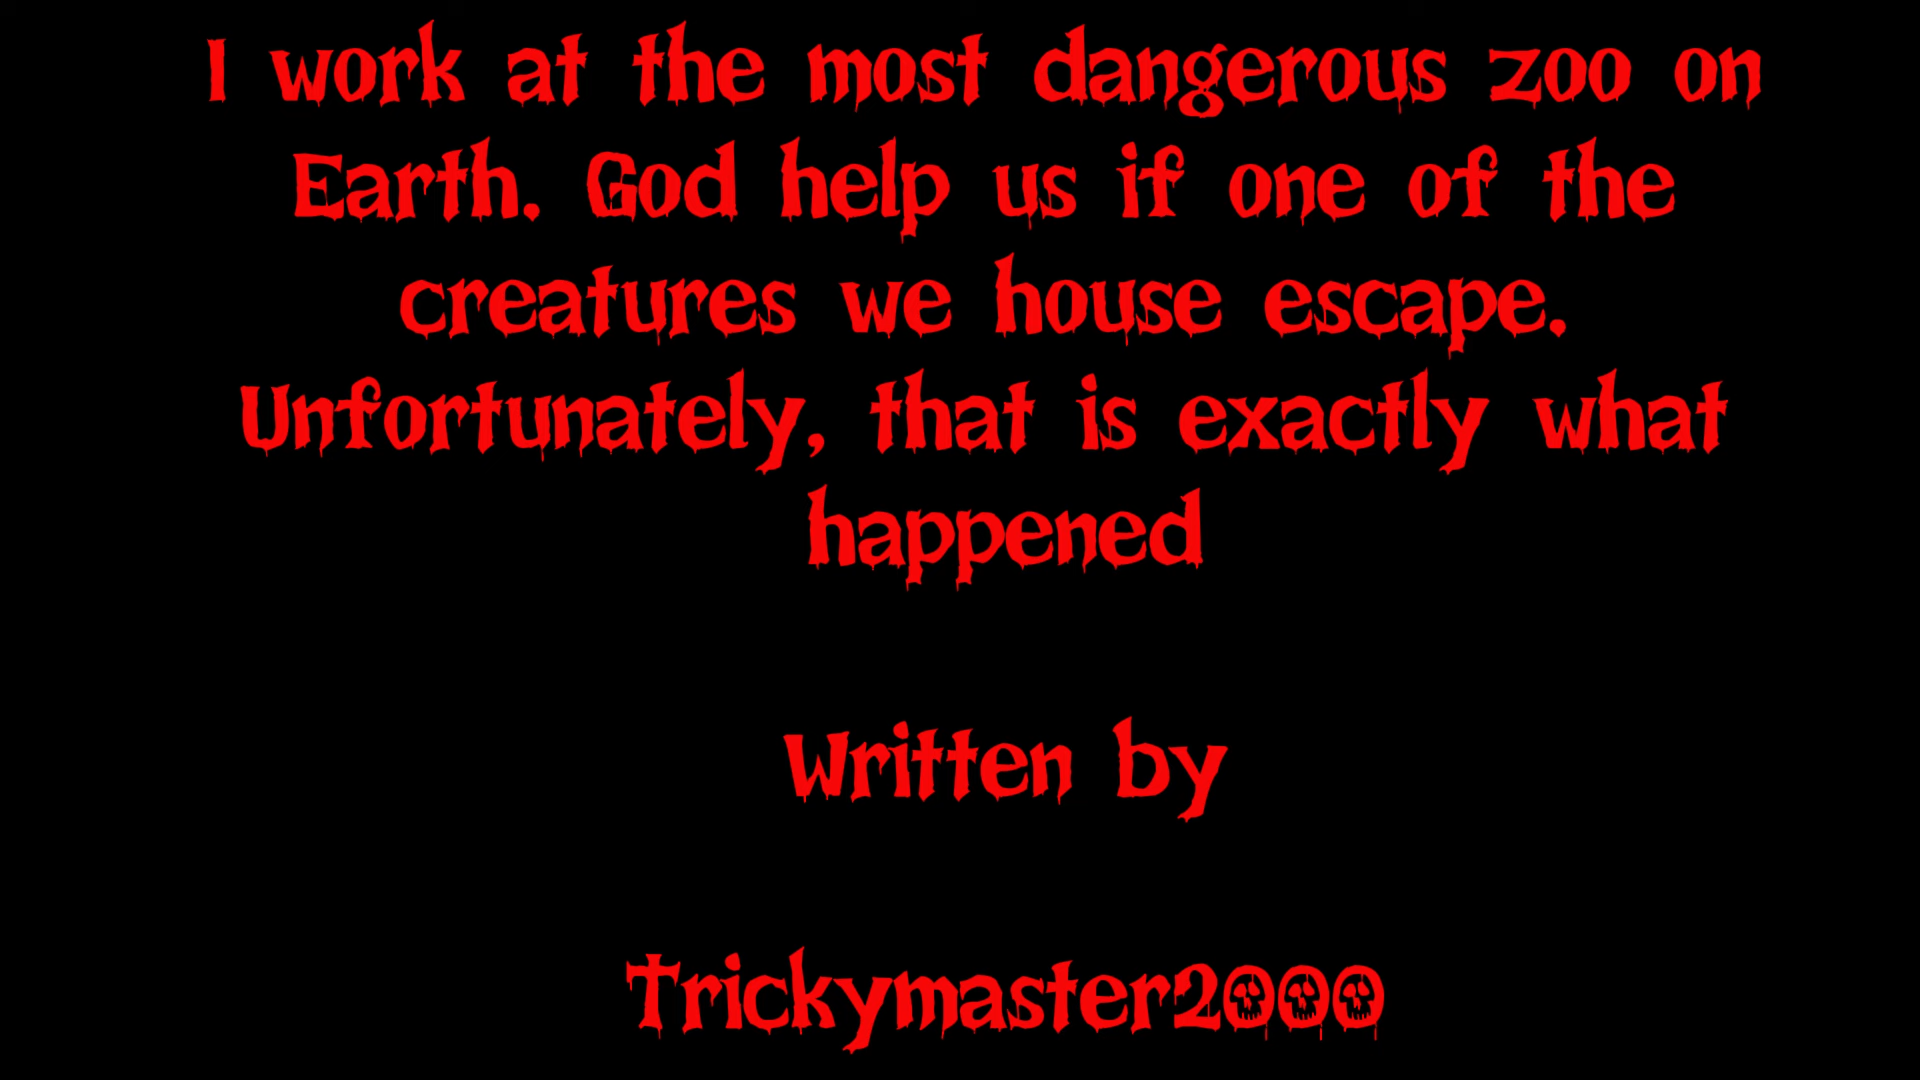 I work at the most dangerous zoo on
Earth. God help us if one of the
creatures we house escape.
Unfortunately, that is exactly what
happened
Written by
Trickymaster2000